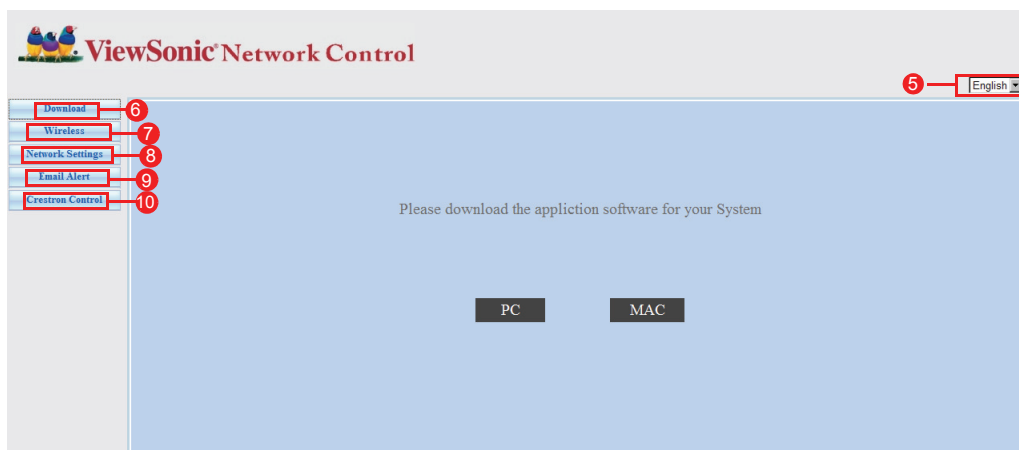 ViewSonic® Network Control
5 English
Download 6
Wireless 7
Network Settings 8
Email Alert 9
Crestron Control 10
Please download the appliction software for your System
PC MAC